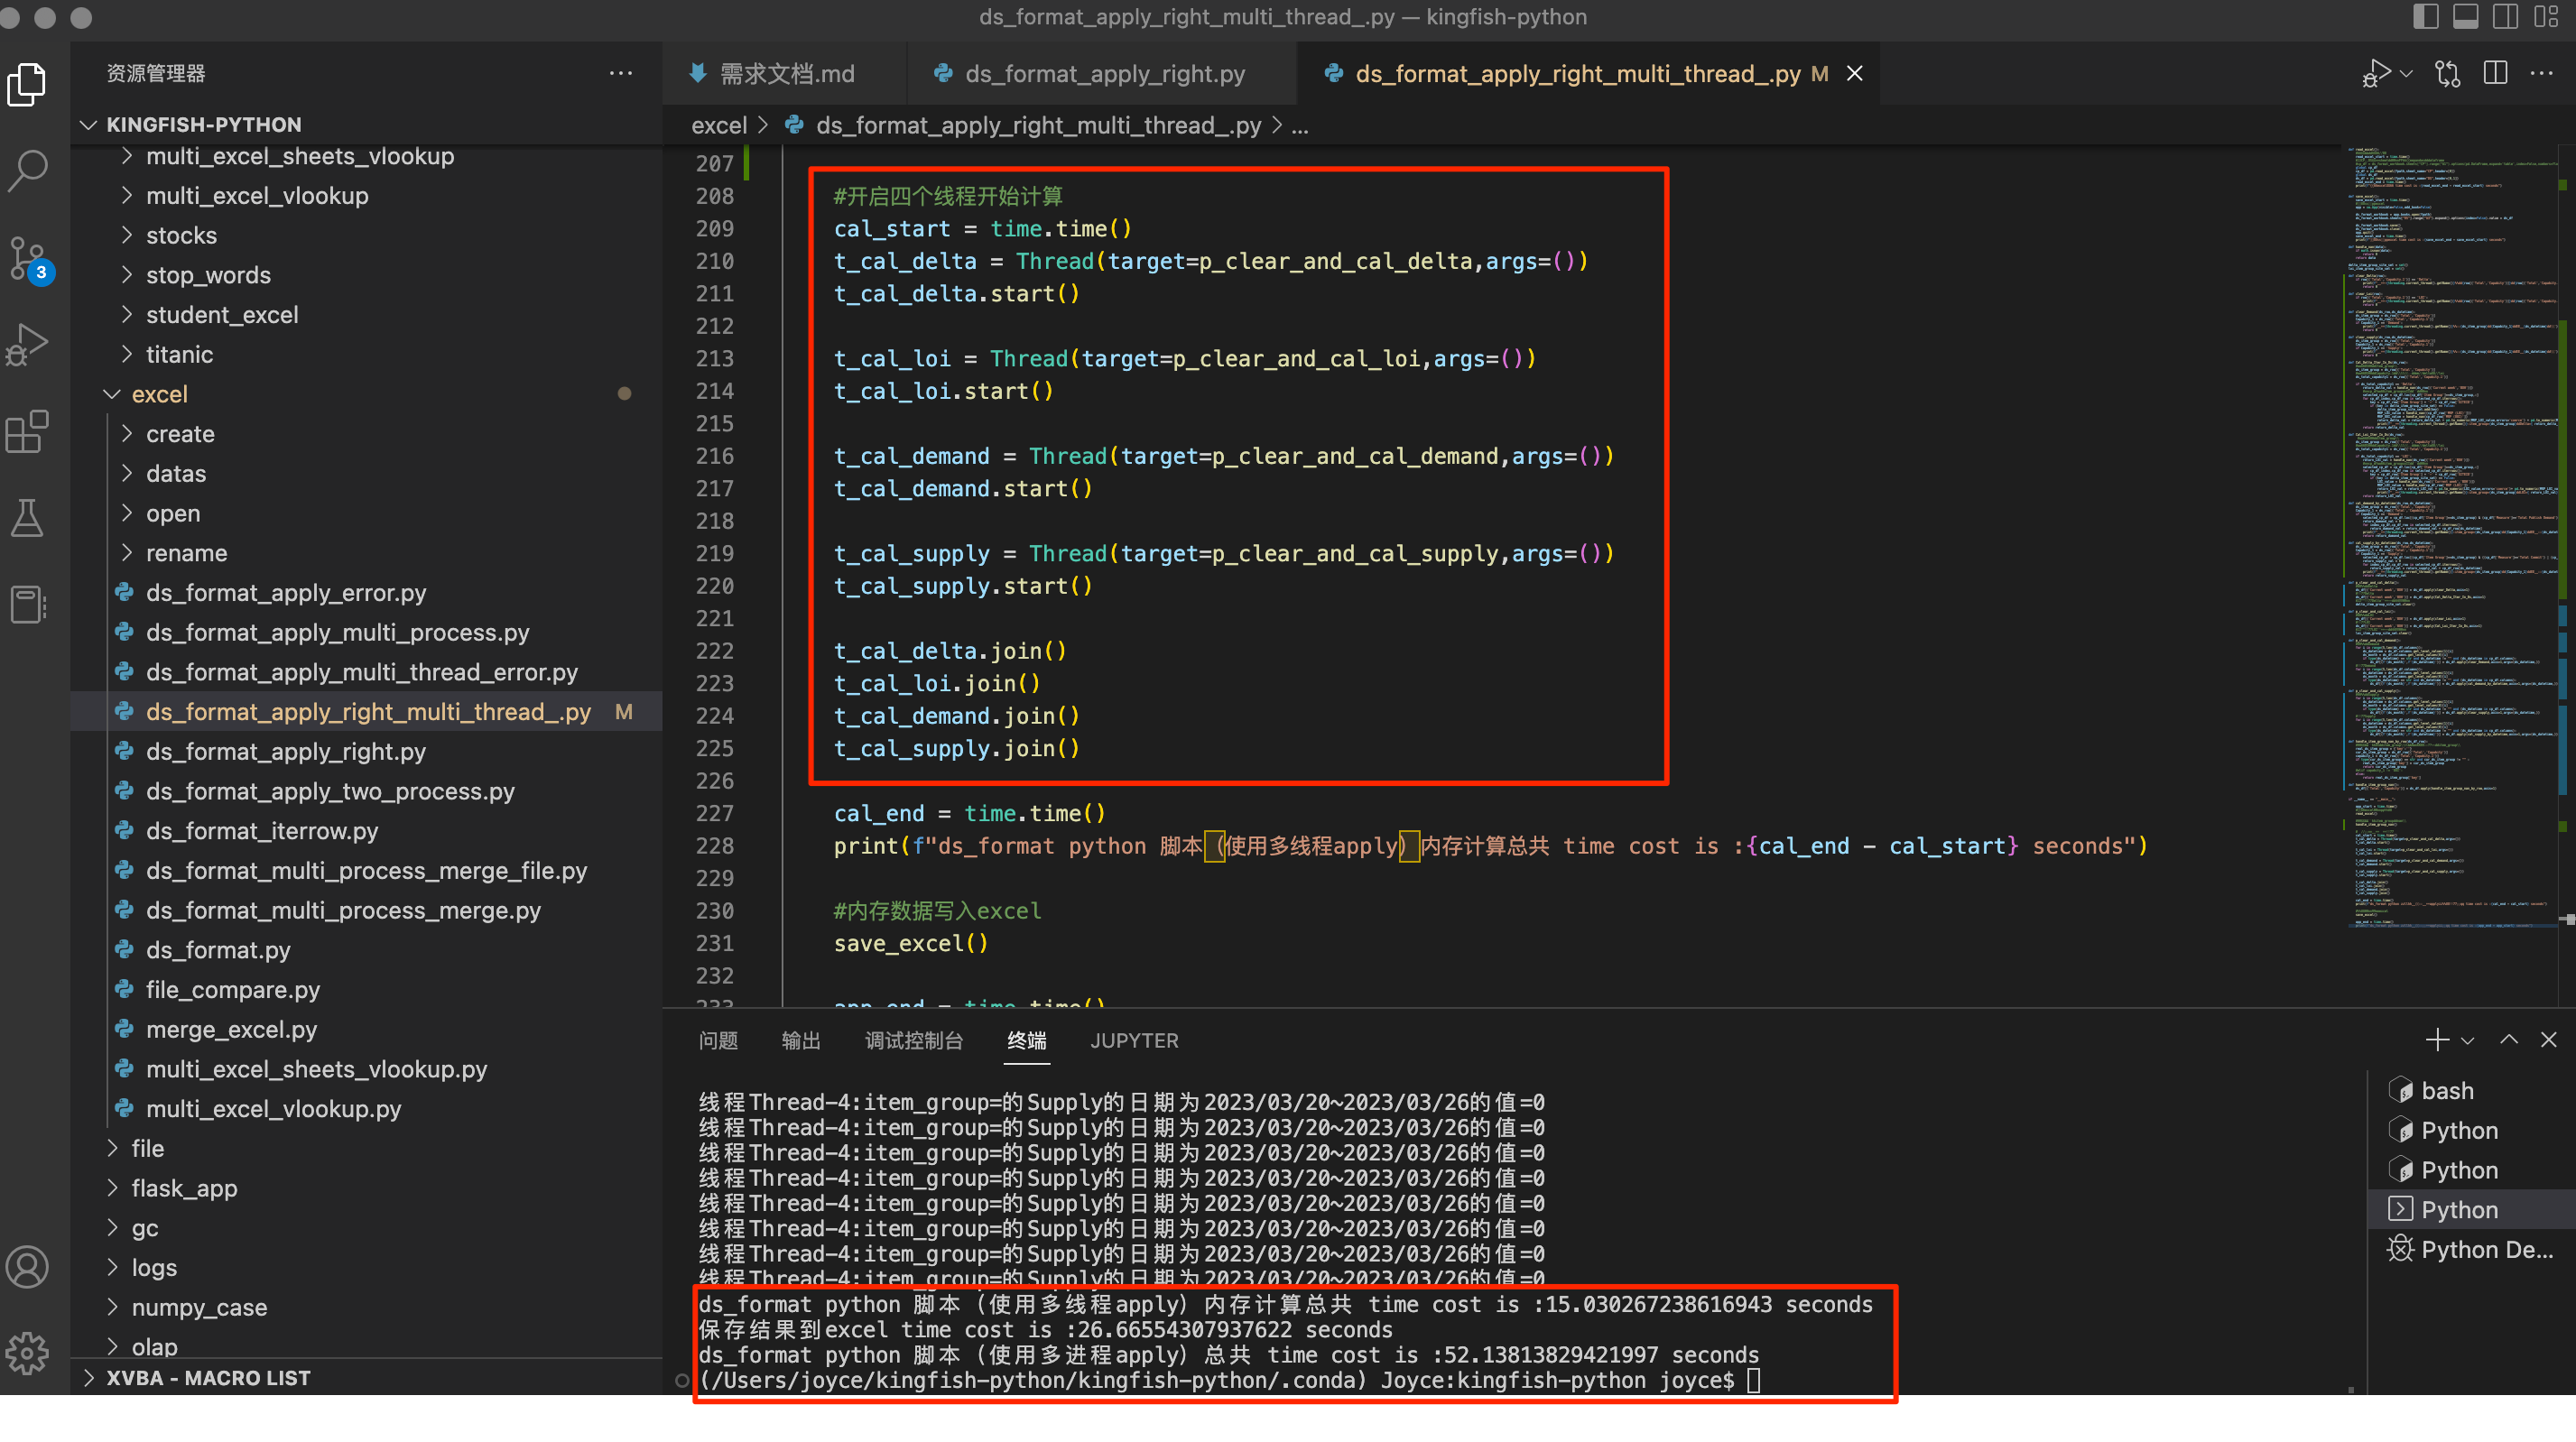 ds_format_apply_right_multi_thread_.py — kingfish-python
资源管理器
需求文档.md
ds_format_apply_right.py
ds_format_apply_right_multi_thread_.py M
KINGFISH-PYTHON
excel > ds_format_apply_right_multi_thread_.py > ...
multi_excel_sheets_vlookup
multi_excel_vlookup
stocks
stop_words
student_excel
titanic
excel
create
datas
open
rename
ds_format_apply_error.py
ds_format_apply_multi_process.py
ds_format_apply_multi_thread_error.py
ds_format_apply_right_multi_thread_.py M
ds_format_apply_right.py
ds_format_apply_two_process.py
ds_format_iterrow.py
ds_format_multi_process_merge_file.py
ds_format_multi_process_merge.py
ds_format.py
file_compare.py
merge_excel.py
multi_excel_sheets_vlookup.py
multi_excel_vlookup.py
file
flask_app
gc
logs
numpy_case
olap
XVBA - MACRO LIST
3
207
208 #开启四个线程开始计算
209 cal_start = time.time()
210 t_cal_delta = Thread(target=p_clear_and_cal_delta,args=())
211 t_cal_delta.start()
212
213 t_cal_loi = Thread(target=p_clear_and_cal_loi,args=())
214 t_cal_loi.start()
215
216 t_cal_demand = Thread(target=p_clear_and_cal_demand,args=())
217 t_cal_demand.start()
218
219 t_cal_supply = Thread(target=p_clear_and_cal_supply,args=())
220 t_cal_supply.start()
221
222 t_cal_delta.join()
223 t_cal_loi.join()
224 t_cal_demand.join()
225 t_cal_supply.join()
226
227 cal_end = time.time()
228 print(f"ds_format python 脚本（使用多线程apply）内存计算总共 time cost is :{cal_end - cal_start} seconds")
229
230 #内存数据写入excel
231 save_excel()
232
233 app_end = time.time()
问题 输出 调试控制台 终端 JUPYTER
线程Thread-4:item_group=的Supply的日期为2023/03/20~2023/03/26的值=0
线程Thread-4:item_group=的Supply的日期为2023/03/20~2023/03/26的值=0
线程Thread-4:item_group=的Supply的日期为2023/03/20~2023/03/26的值=0
线程Thread-4:item_group=的Supply的日期为2023/03/20~2023/03/26的值=0
线程Thread-4:item_group=的Supply的日期为2023/03/20~2023/03/26的值=0
线程Thread-4:item_group=的Supply的日期为2023/03/20~2023/03/26的值=0
线程Thread-4:item_group=的Supply的日期为2023/03/20~2023/03/26的值=0
线程Thread-4:item_group=的Supply的日期为2023/03/20~2023/03/26的值=0
ds_format python 脚本（使用多线程apply）内存计算总共 time cost is :15.030267238616943 seconds
保存结果到excel time cost is :26.66554307937622 seconds
ds_format python 脚本（使用多进程apply）总共 time cost is :52.13813829421997 seconds
(/Users/joyce/kingfish-python/kingfish-python/.conda) Joyce:kingfish-python joyce$
bash
Python
Python
Python
Python De...